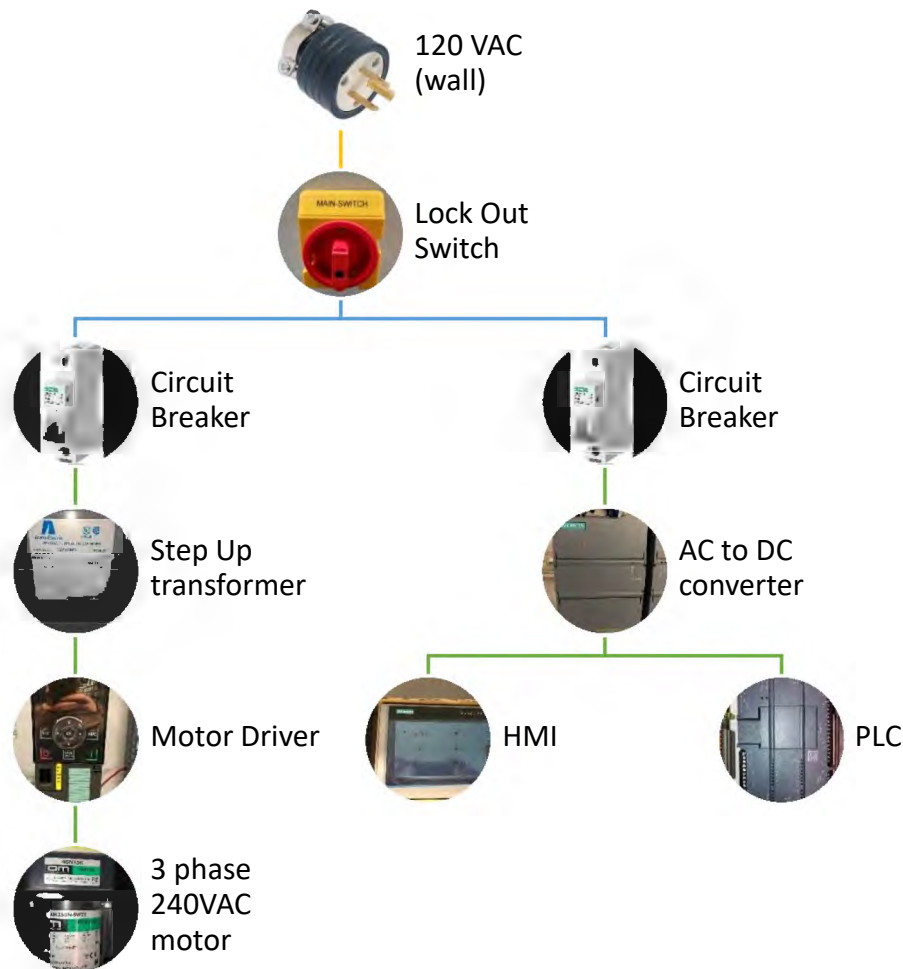 120 VAC
(wall)
MAIN-SWITCH
Lock Out
Switch
Circuit
Breaker
Circuit
Breaker
Step Up
transformer
AC to DC
converter
Motor Driver
HMI
PLC
3 phase
240VAC
motor